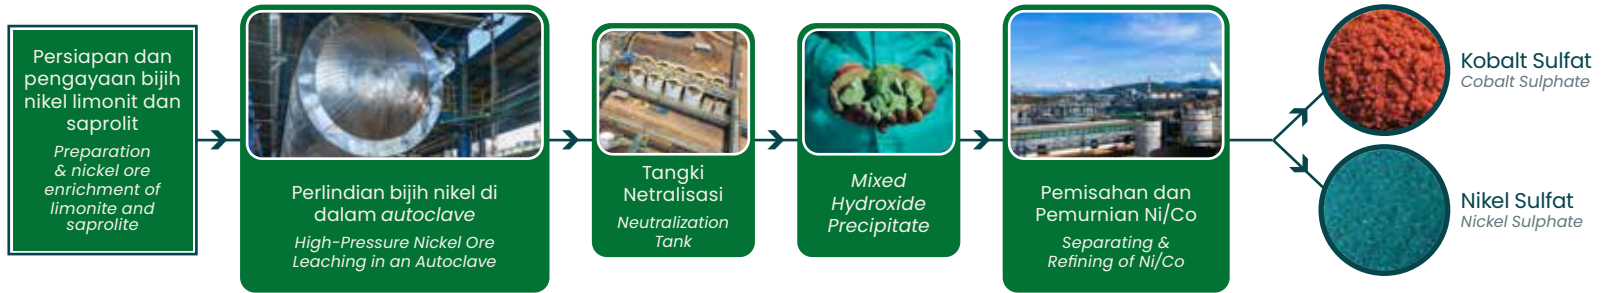 Persiapan dan
pengayaan bijih
nikel limonit dan
saprolit
Preparation
& nickel ore
enrichment of
limonite and
saprolite
Perlindian bijih nikel di
dalam autoclave
High-Pressure Nickel Ore
Leaching in an Autoclave
Tangki
Netralisasi
Neutralization
Tank
Mixed
Hydroxide
Precipitate
Pemisahan dan
Pemurnian Ni/Co
Separating &
Refining of Ni/Co
Kobalt Sulfat
Cobalt Sulphate
Nikel Sulfat
Nickel Sulphate